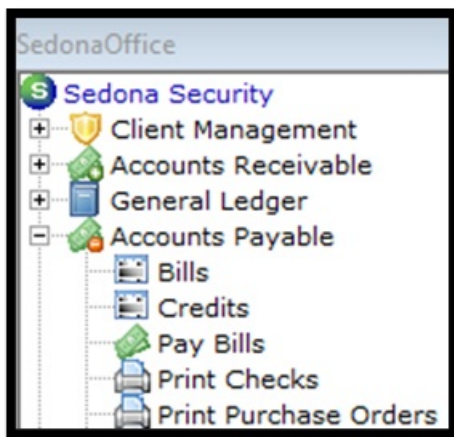 SedonaOffice
S Sedona Security
Client Management
Accounts Receivable
General Ledger
Accounts Payable
Bills
Credits
Pay Bills
Print Checks
Print Purchase Orders